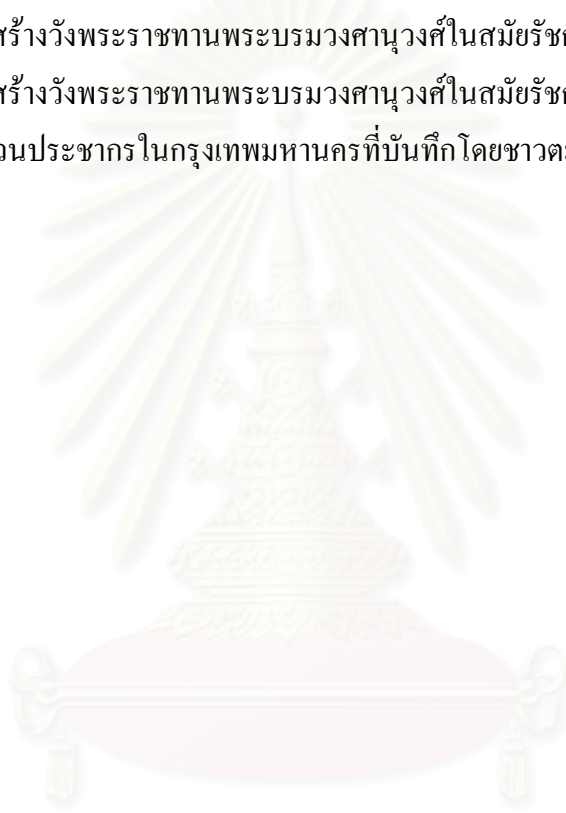 สร้างวังพระราชทานพระบรมวงศานุวงศ์ในสมัยรัช
สร้างวังพระราชทานพระบรมวงศานุวงศ์ในสมัยรัช
วนประชากรในกรุงเทพมหานครที่บันทึกโดยชาวต